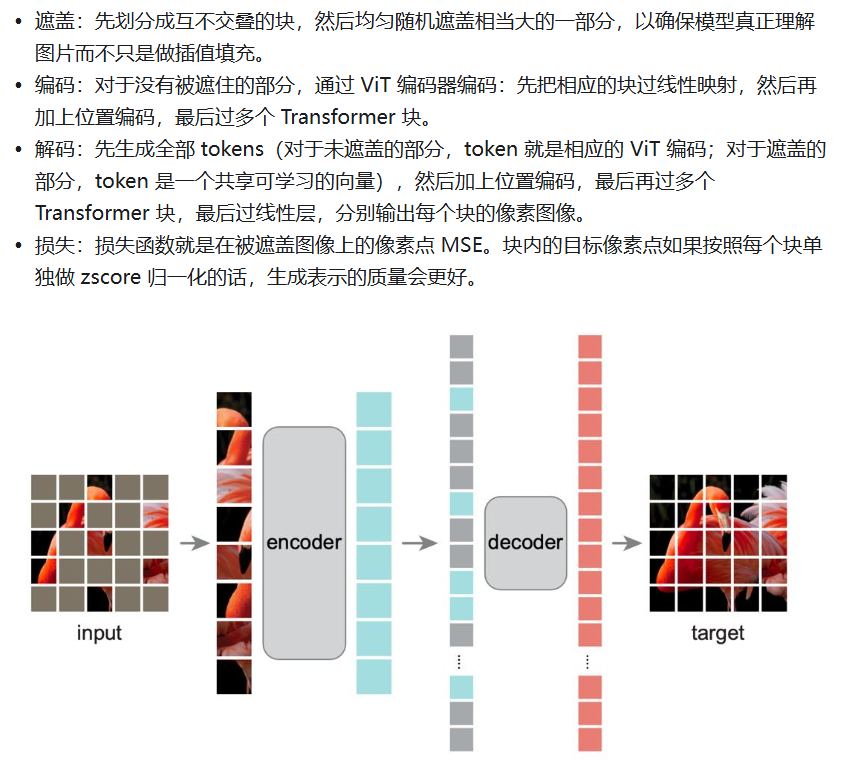 • 遮盖：先划分成互不交叠的块，然后均匀随机遮盖相当大的一部分，以确保模型真正理解
图片而不只是做插值填充。
• 编码：对于没有被遮住的部分，通过 ViT 编码器编码：先把相应的块过线性映射，然后再
加上位置编码，最后过多个 Transformer 块。
• 解码：先生成全部 tokens（对于未遮盖的部分，token 就是相应的 ViT 编码；对于遮盖的
部分，token 是一个共享可学习的向量），然后加上位置编码，最后再过多个
Transformer 块，最后过线性层，分别输出每个块的像素图像。
• 损失：损失函数就是在被遮盖图像上的像素点 MSE。块内的目标像素点如果按照每个块单
独做 zscore 归一化的话，生成表示的质量会更好。
input
encoder
decoder
target